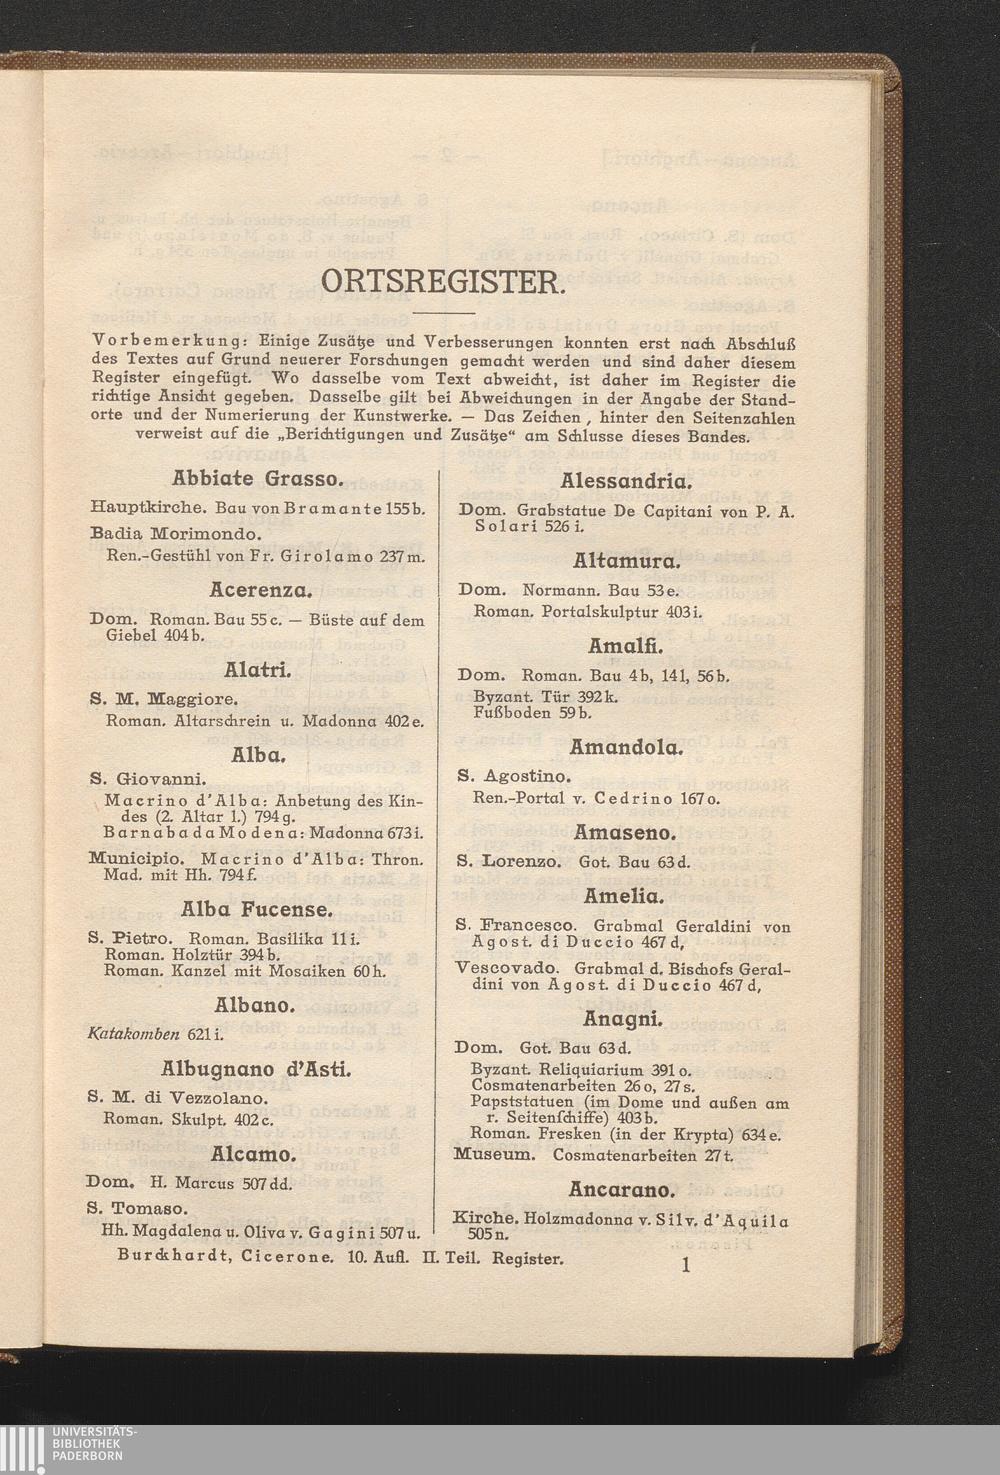 ORTSREGISTER.
Vorbemerkung: Einige Zusätze und Verbesserungen konnten erst nach Abschluß
des Textes auf Grund neuerer Forschungen gemacht werden und sind daher diesem
Register eingefügt. Wo dasselbe vom Text abweicht, ist daher im Register die
richtige Ansicht gegeben. Dasselbe gilt bei Abweichungen in der Angabe der Stand-
orte und der Numerierung der Kunstwerke. — Das Zeichen , hinter den Seitenzahlen
verweist auf die „Berichtigungen und Zusätze“ am Schlusse dieses Bandes.
Abbiate Grasso.
Hauptkirche. Bau von Bramante 155b.
Badia Morimondo.
Ren.-Gestühl von Fr. Girolamo 237m.
Acerenza.
Dom. Roman. Bau 55c. — Büste auf dem
Giebel 404b.
Alatri.
S. M. Maggiore.
Roman. Altarschrein u. Madonna 402e.
Alba.
S. Giovanni.
Macrino d'Alba: Anbetung des Kin-
des (2. Altar l.) 794g.
Barnaba da Modena: Madonna 673i.
Municipio. Macrino d'Alba: Thron.
Mad. mit Hh. 794f.
Alba Fucense.
S. Pietro. Roman. Basilika 11i.
Roman. Holztür 394b.
Roman. Kanzel mit Mosaiken 60h.
Albano.
Katakomben 621i.
Albugnano d'Asti.
S. M. di Vezzolano.
Roman. Skulpt. 402c.
Alcamo.
Dom. H. Marcus 507dd.
S. Tomaso.
Hh. Magdalena u. Oliva v. Gagini 507u.
Alessandria.
Dom. Grabstatue De Capitani von P. A.
Solari 526i.
Altamura.
Dom. Normann. Bau 53e.
Roman. Portalskulptur 403i.
Amalfi.
Dom. Roman. Bau 4b, 141, 56b.
Byzant. Tür 392k.
Fußboden 59b.
Amandola.
S. Agostino.
Ren.-Portal v. Cedrino 167o.
Amaseno.
S. Lorenzo. Got. Bau 63d.
Amelia.
S. Francesco. Grabmal Geraldini von
Agost. di Duccio 467d,
Vescovado. Grabmal d. Bischofs Geral-
dini von Agost. di Duccio 467d,
Anagni.
Dom. Got. Bau 63d.
Byzant. Reliquiarium 391o.
Cosmatenarbeiten 26o, 27s.
Papststatuen (im Dome und außen am
r. Seitenschiffe) 403b.
Roman. Fresken (in der Krypta) 634e.
Museum. Cosmatenarbeiten 27t.
Ancarano.
Kirche. Holzmadonna v. Silv. d'Aquila
505n.
Burckhardt, Cicerone. 10. Aufl. II. Teil. Register.
1
UNIVERSITÄTS-
BIBLIOTHEK
PADERBORN